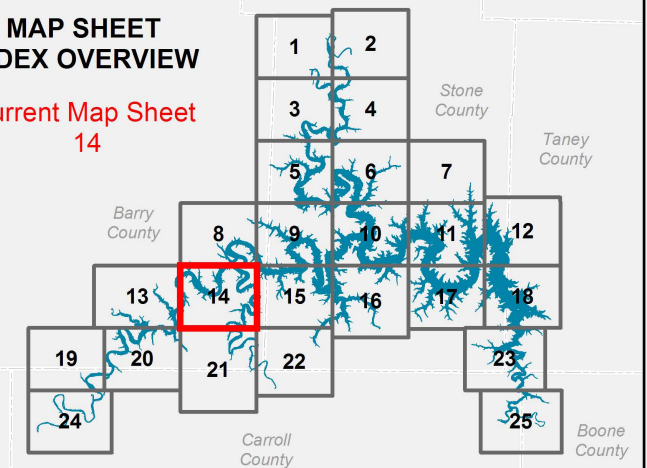 MAP SHEET
DEX OVERVIEW
urrent Map Sheet
14
1
2
Stone
County
3
4
Taney
County
5
6
7
Barry
County
8
9
10
11
12
13
14
15
16
17
18
19
20
21
22
23
24
25
Carroll
County
Boone
County